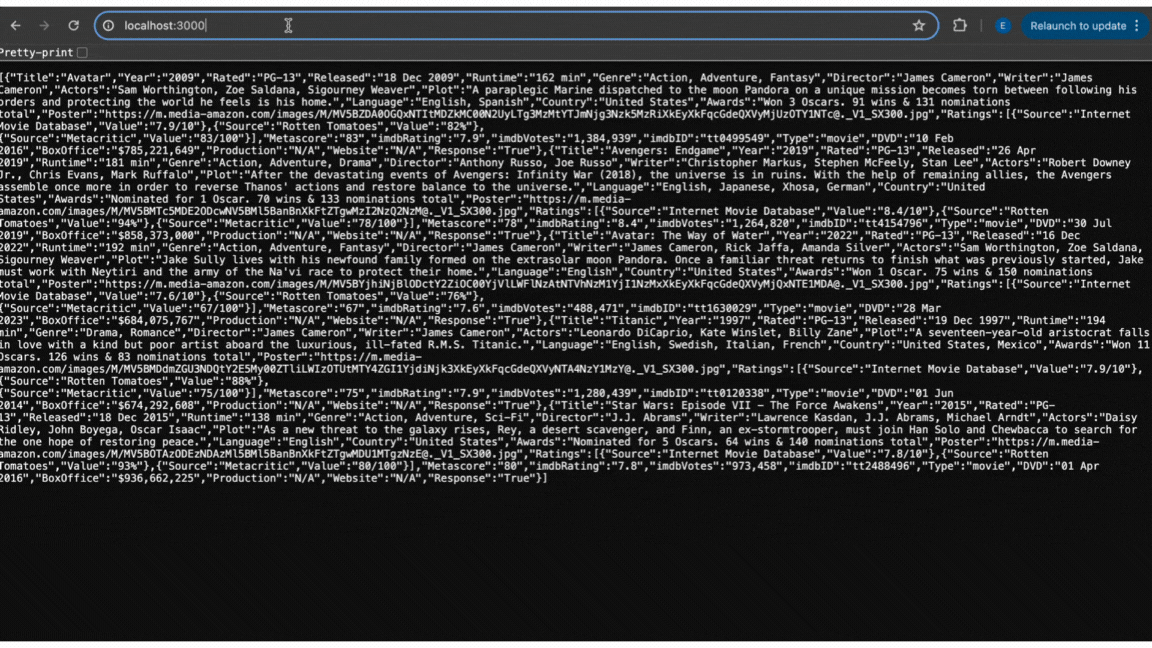 localhost:3000
E
Relaunch to update
Pretty-print
[{"Title":"Avatar","Year":"2009","Rated":"PG-13","Released":"18 Dec 2009","Runtime":"162 min","Genre":"Action, Adventure, Fantasy","Director":"James Cameron","Writer":"James
Cameron","Actors":"Sam Worthington, Zoe Saldana, Sigourney Weaver","Plot":"A paraplegic Marine dispatched to the moon Pandora on a unique mission becomes torn between following his
orders and protecting the world he feels is his home.","Language":"English, Spanish","Country":"United States","Awards":"Won 3 Oscars. 91 wins & 131 nominations
total","Poster":"https://m.media-amazon.com/images/M/MV5BZDA0OGQxNTItMDZkMC00N2UyLTg3MzMtYTJmNjg3Nzk5MzRiXkEyXkFqcGdeQXVyMjUzOTY1NTc@._V1_SX300.jpg","Ratings":[{"Source":"Internet
Movie Database","Value":"7.9/10"},{"Source":"Rotten Tomatoes","Value":"82%"},
{"Source":"Metacritic","Value":"83/100"}],"Metascore":"83","imdbRating":"7.9","imdbVotes":"1,384,939","imdbID":"tt0499549","Type":"movie","DVD":"10 Feb
2016","BoxOffice":"$785,221,649","Production":"N/A","Website":"N/A","Response":"True"},{"Title":"Avengers: Endgame","Year":"2019","Rated":"PG-13","Released":"26 Apr
2019","Runtime":"181 min","Genre":"Action, Adventure, Drama","Director":"Anthony Russo, Joe Russo","Writer":"Christopher Markus, Stephen McFeely, Stan Lee","Actors":"Robert Downey
Jr., Chris Evans, Mark Ruffalo","Plot":"After the devastating events of Avengers: Infinity War (2018), the universe is in ruins. With the help of remaining allies, the Avengers
assemble once more in order to reverse Thanos' actions and restore balance to the universe.","Language":"English, Japanese, Xhosa, German","Country":"United
States","Awards":"Nominated for 1 Oscar. 70 wins & 133 nominations total","Poster":"https://m.media-
amazon.com/images/M/MV5BMTc5MDE2ODcwNV5BMl5BanBnXkFtZTgwMzI2NzQ2NzM@._V1_SX300.jpg","Ratings":[{"Source":"Internet Movie Database","Value":"8.4/10"},{"Source":"Rotten
Tomatoes","Value":"94%"},{"Source":"Metacritic","Value":"78/100"}],"Metascore":"78","imdbRating":"8.4","imdbVotes":"1,264,820","imdbID":"tt4154796","Type":"movie","DVD":"30 Jul
2019","BoxOffice":"$858,373,000","Production":"N/A","Website":"N/A","Response":"True"},{"Title":"Avatar: The Way of Water","Year":"2022","Rated":"PG-13","Released":"16 Dec
2022","Runtime":"192 min","Genre":"Action, Adventure, Fantasy","Director":"James Cameron","Writer":"James Cameron, Rick Jaffa, Amanda Silver","Actors":"Sam Worthington, Zoe Saldana,
Sigourney Weaver","Plot":"Jake Sully lives with his newfound family formed on the extrasolar moon Pandora. Once a familiar threat returns to finish what was previously started, Jake
must work with Neytiri and the army of the Na'vi race to protect their home.","Language":"English","Country":"United States","Awards":"Won 1 Oscar. 75 wins & 150 nominations
total","Poster":"https://m.media-amazon.com/images/M/MV5BYjhiNjBlODctY2ZiOC00YjVlLWFlNzAtNTVhNzM1YjI1NzMxXkEyXkFqcGdeQXVyMjQxNTE1MDA@._V1_SX300.jpg","Ratings":[{"Source":"Internet
Movie Database","Value":"7.6/10"},{"Source":"Rotten Tomatoes","Value":"76%"},
{"Source":"Metacritic","Value":"67/100"}],"Metascore":"67","imdbRating":"7.6","imdbVotes":"488,471","imdbID":"tt1630029","Type":"movie","DVD":"28 Mar
2023","BoxOffice":"$684,075,767","Production":"N/A","Website":"N/A","Response":"True"},{"Title":"Titanic","Year":"1997","Rated":"PG-13","Released":"19 Dec 1997","Runtime":"194
min","Genre":"Drama, Romance","Director":"James Cameron","Writer":"James Cameron","Actors":"Leonardo DiCaprio, Kate Winslet, Billy Zane","Plot":"A seventeen-year-old aristocrat falls
in love with a kind but poor artist aboard the luxurious, ill-fated R.M.S. Titanic.","Language":"English, Swedish, Italian, French","Country":"United States, Mexico","Awards":"Won 11
Oscars. 126 wins & 83 nominations total","Poster":"https://m.media-
amazon.com/images/M/MV5BMDdmZGU3NDQtY2E5My00ZTliLWIzOTUtMTY4ZGI1YjdiNjk3XkEyXkFqcGdeQXVyNTA4NzY1MzY@._V1_SX300.jpg","Ratings":[{"Source":"Internet Movie Database","Value":"7.9/10"},
{"Source":"Rotten Tomatoes","Value":"88%"},
{"Source":"Metacritic","Value":"75/100"}],"Metascore":"75","imdbRating":"7.9","imdbVotes":"1,280,439","imdbID":"tt0120338","Type":"movie","DVD":"01 Jun
2014","BoxOffice":"$674,292,608","Production":"N/A","Website":"N/A","Response":"True"},{"Title":"Star Wars: Episode VII - The Force Awakens","Year":"2015","Rated":"PG-
13","Released":"18 Dec 2015","Runtime":"138 min","Genre":"Action, Adventure, Sci-Fi","Director":"J.J. Abrams","Writer":"Lawrence Kasdan, J.J. Abrams, Michael Arndt","Actors":"Daisy
Ridley, John Boyega, Oscar Isaac","Plot":"As a new threat to the galaxy rises, Rey, a desert scavenger, and Finn, an ex-stormtrooper, must join Han Solo and Chewbacca to search for
the one hope of restoring peace.","Language":"English","Country":"United States","Awards":"Nominated for 5 Oscars. 64 wins & 140 nominations total","Poster":"https://m.media-
amazon.com/images/M/MV5BOTAzODEzNDAzMl5BMl5BanBnXkFtZTgwMDU1MTgzNzE@._V1_SX300.jpg","Ratings":[{"Source":"Internet Movie Database","Value":"7.8/10"},{"Source":"Rotten
Tomatoes","Value":"93%"},{"Source":"Metacritic","Value":"80/100"}],"Metascore":"80","imdbRating":"7.8","imdbVotes":"973,458","imdbID":"tt2488496","Type":"movie","DVD":"01 Apr
2016","BoxOffice":"$936,662,225","Production":"N/A","Website":"N/A","Response":"True"}]